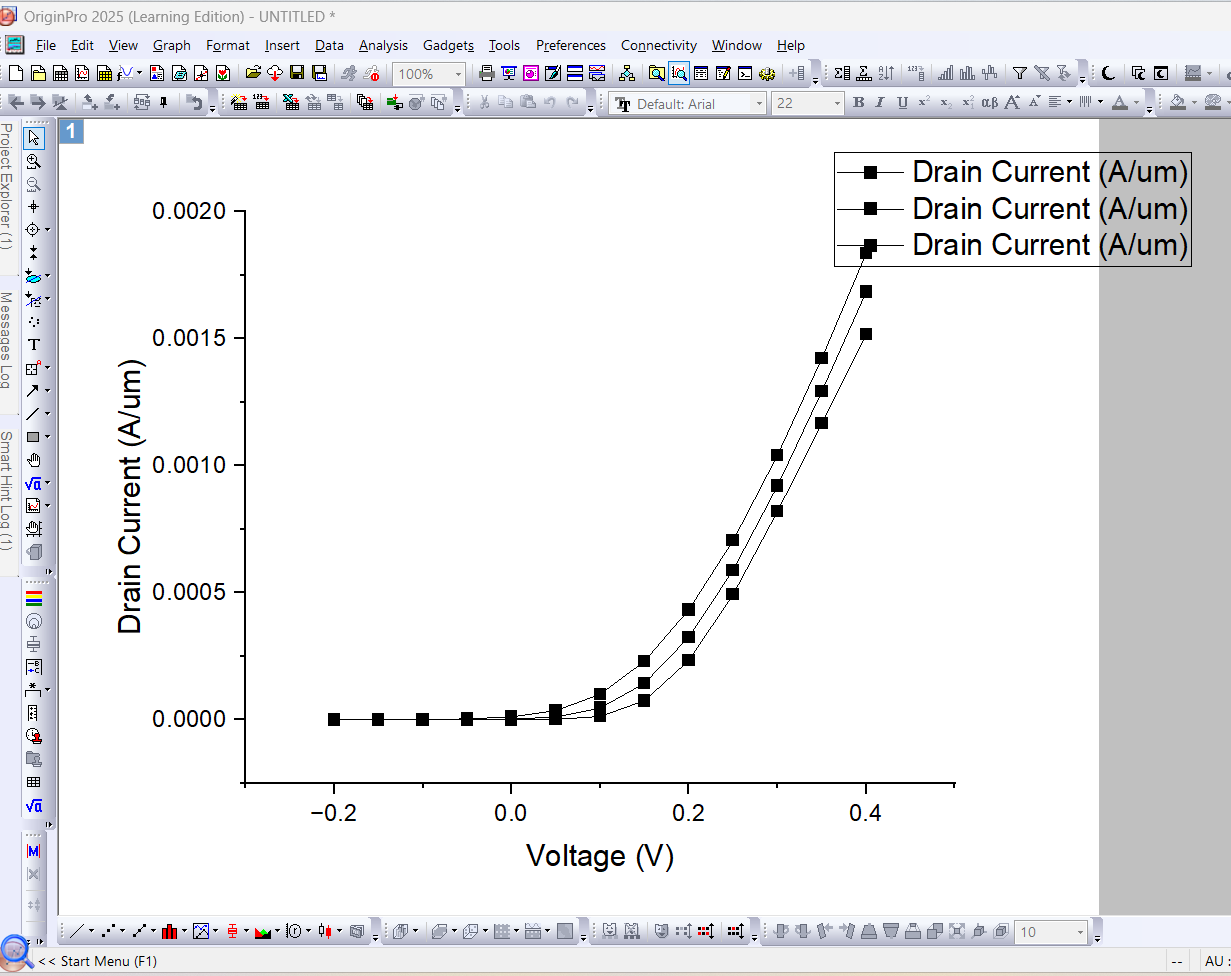 OriginPro 2025 (Learning Edition) - UNTITLED *
File Edit View Graph Format Insert Data Analysis Gadgets Tools Preferences Connectivity Window Help
100%
Default: Arial 22 B I U x² x₂ αβ A A A
Project Explorer (1)
Messages Log
Smart Hint Log (1)
1
Drain Current (A/um)
Drain Current (A/um)
Drain Current (A/um)
0.0020
0.0015
0.0010
0.0005
0.0000
Drain Current (A/um)
−0.2 0.0 0.2 0.4
Voltage (V)
T
√α
√α
M
10
<< Start Menu (F1)
-- AU :